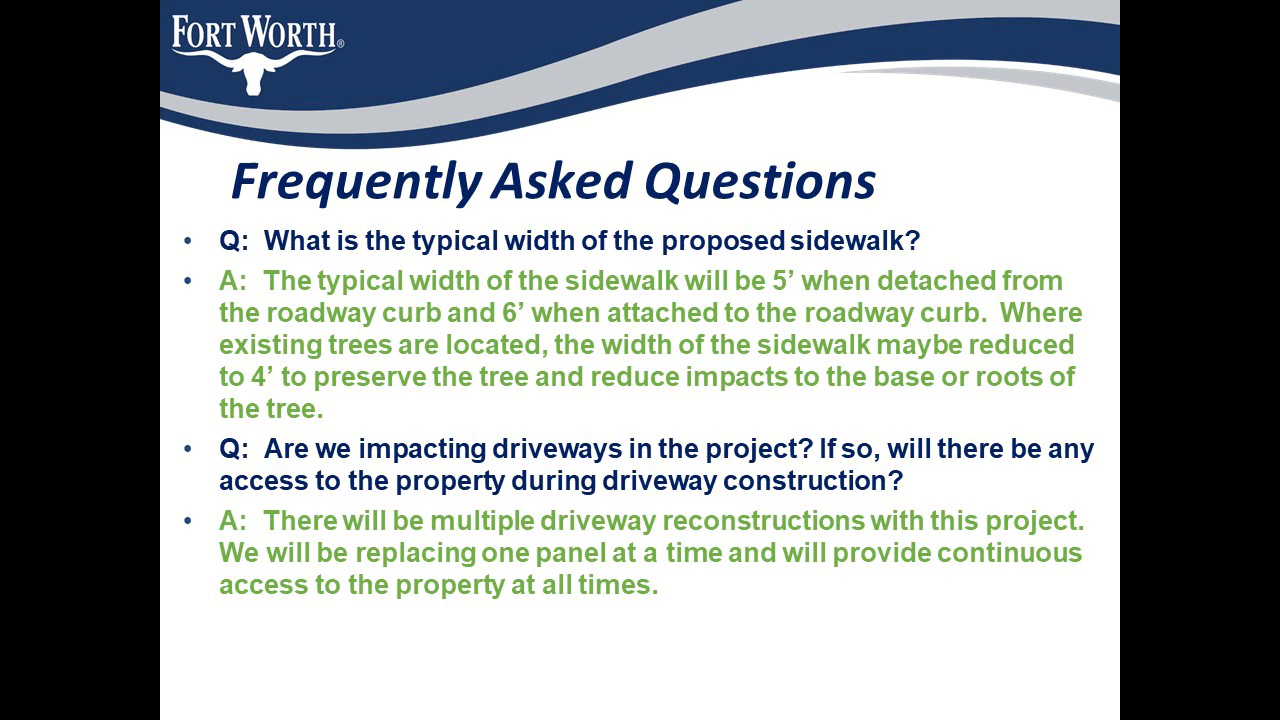 FORT WORTH®
Frequently Asked Questions
• Q:  What is the typical width of the proposed sidewalk?
• A:  The typical width of the sidewalk will be 5’ when detached from
the roadway curb and 6’ when attached to the roadway curb.  Where
existing trees are located, the width of the sidewalk maybe reduced
to 4’ to preserve the tree and reduce impacts to the base or roots of
the tree.
• Q:  Are we impacting driveways in the project? If so, will there be any
access to the property during driveway construction?
• A:  There will be multiple driveway reconstructions with this project.
We will be replacing one panel at a time and will provide continuous
access to the property at all times.